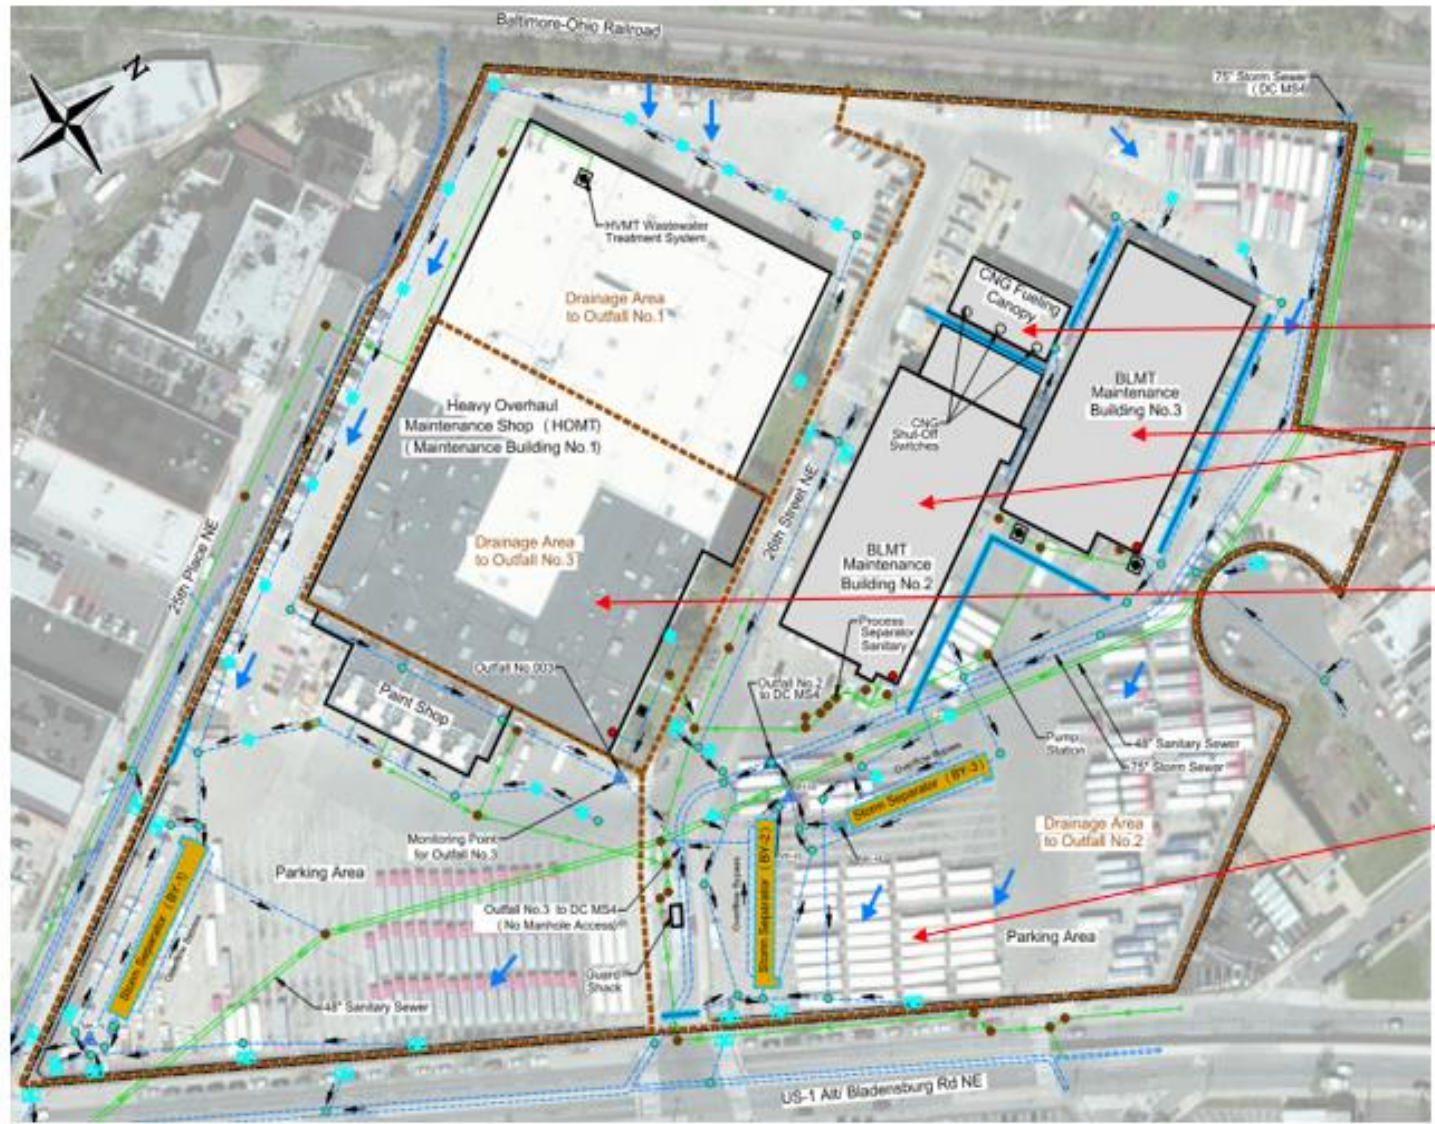 Baltimore-Ohio Railroad
75" Storm Sewer
(DC MS4
N
HVMT Wastewater
Treatment System
Drainage Area
to Outfall No.1
CNG Fueling
Canopy
BLMT
Maintenance
Building No.3
Heavy Overhaul
Maintenance Shop (HOMT)
(Maintenance Building No.1)
CNG
Shut-Off
Switches
26th Street NE
25th Place NE
Drainage Area
to Outfall No.3
BLMT
Maintenance
Building No.2
Process
Separator
Sanitary
Outfall No.003
Outfall No.2
to DC MS4
Paint Shop
Pump
Station
48" Sanitary Sewer
75" Storm Sewer
Overflow Bypass
Storm Separator (BY-3)
Monitoring Point
for Outfall No.3
Drainage Area
to Outfall No.2
Parking Area
Storm Separator (BY-1)
Overflow Bypass
Outfall No.3 to DC MS4
(No Manhole Access)
Overflow Bypass
Storm Separator (BY-2)
Parking Area
Guard
Shack
48" Sanitary Sewer
US-1 Alt/ Bladensburg Rd NE